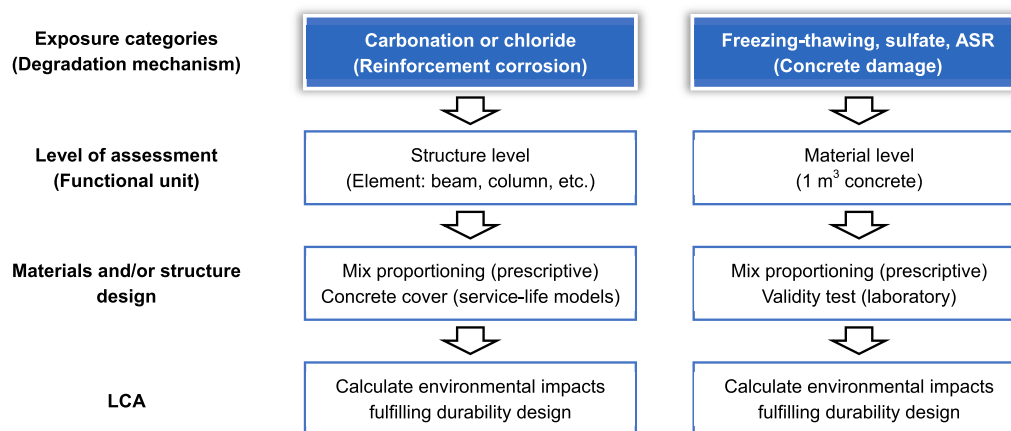 Exposure categories
(Degradation mechanism)
Carbonation or chloride
(Reinforcement corrosion)
Freezing-thawing, sulfate, ASR
(Concrete damage)
Level of assessment
(Functional unit)
Structure level
(Element: beam, column, etc.)
Material level
(1 m³ concrete)
Materials and/or structure
design
Mix proportioning (prescriptive)
Concrete cover (service-life models)
Mix proportioning (prescriptive)
Validity test (laboratory)
LCA
Calculate environmental impacts
fulfilling durability design
Calculate environmental impacts
fulfilling durability design